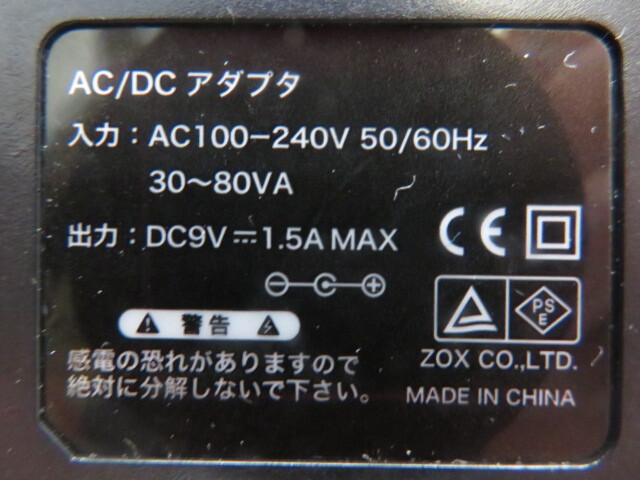 AC/DC アダプタ
入力：AC100−240V 50/60Hz
30〜80VA
出力：DC9V⎓1.5A MAX
CE
警告
PS
E
感電の恐れがありますので
絶対に分解しないで下さい。
ZOX CO.,LTD.
MADE IN CHINA